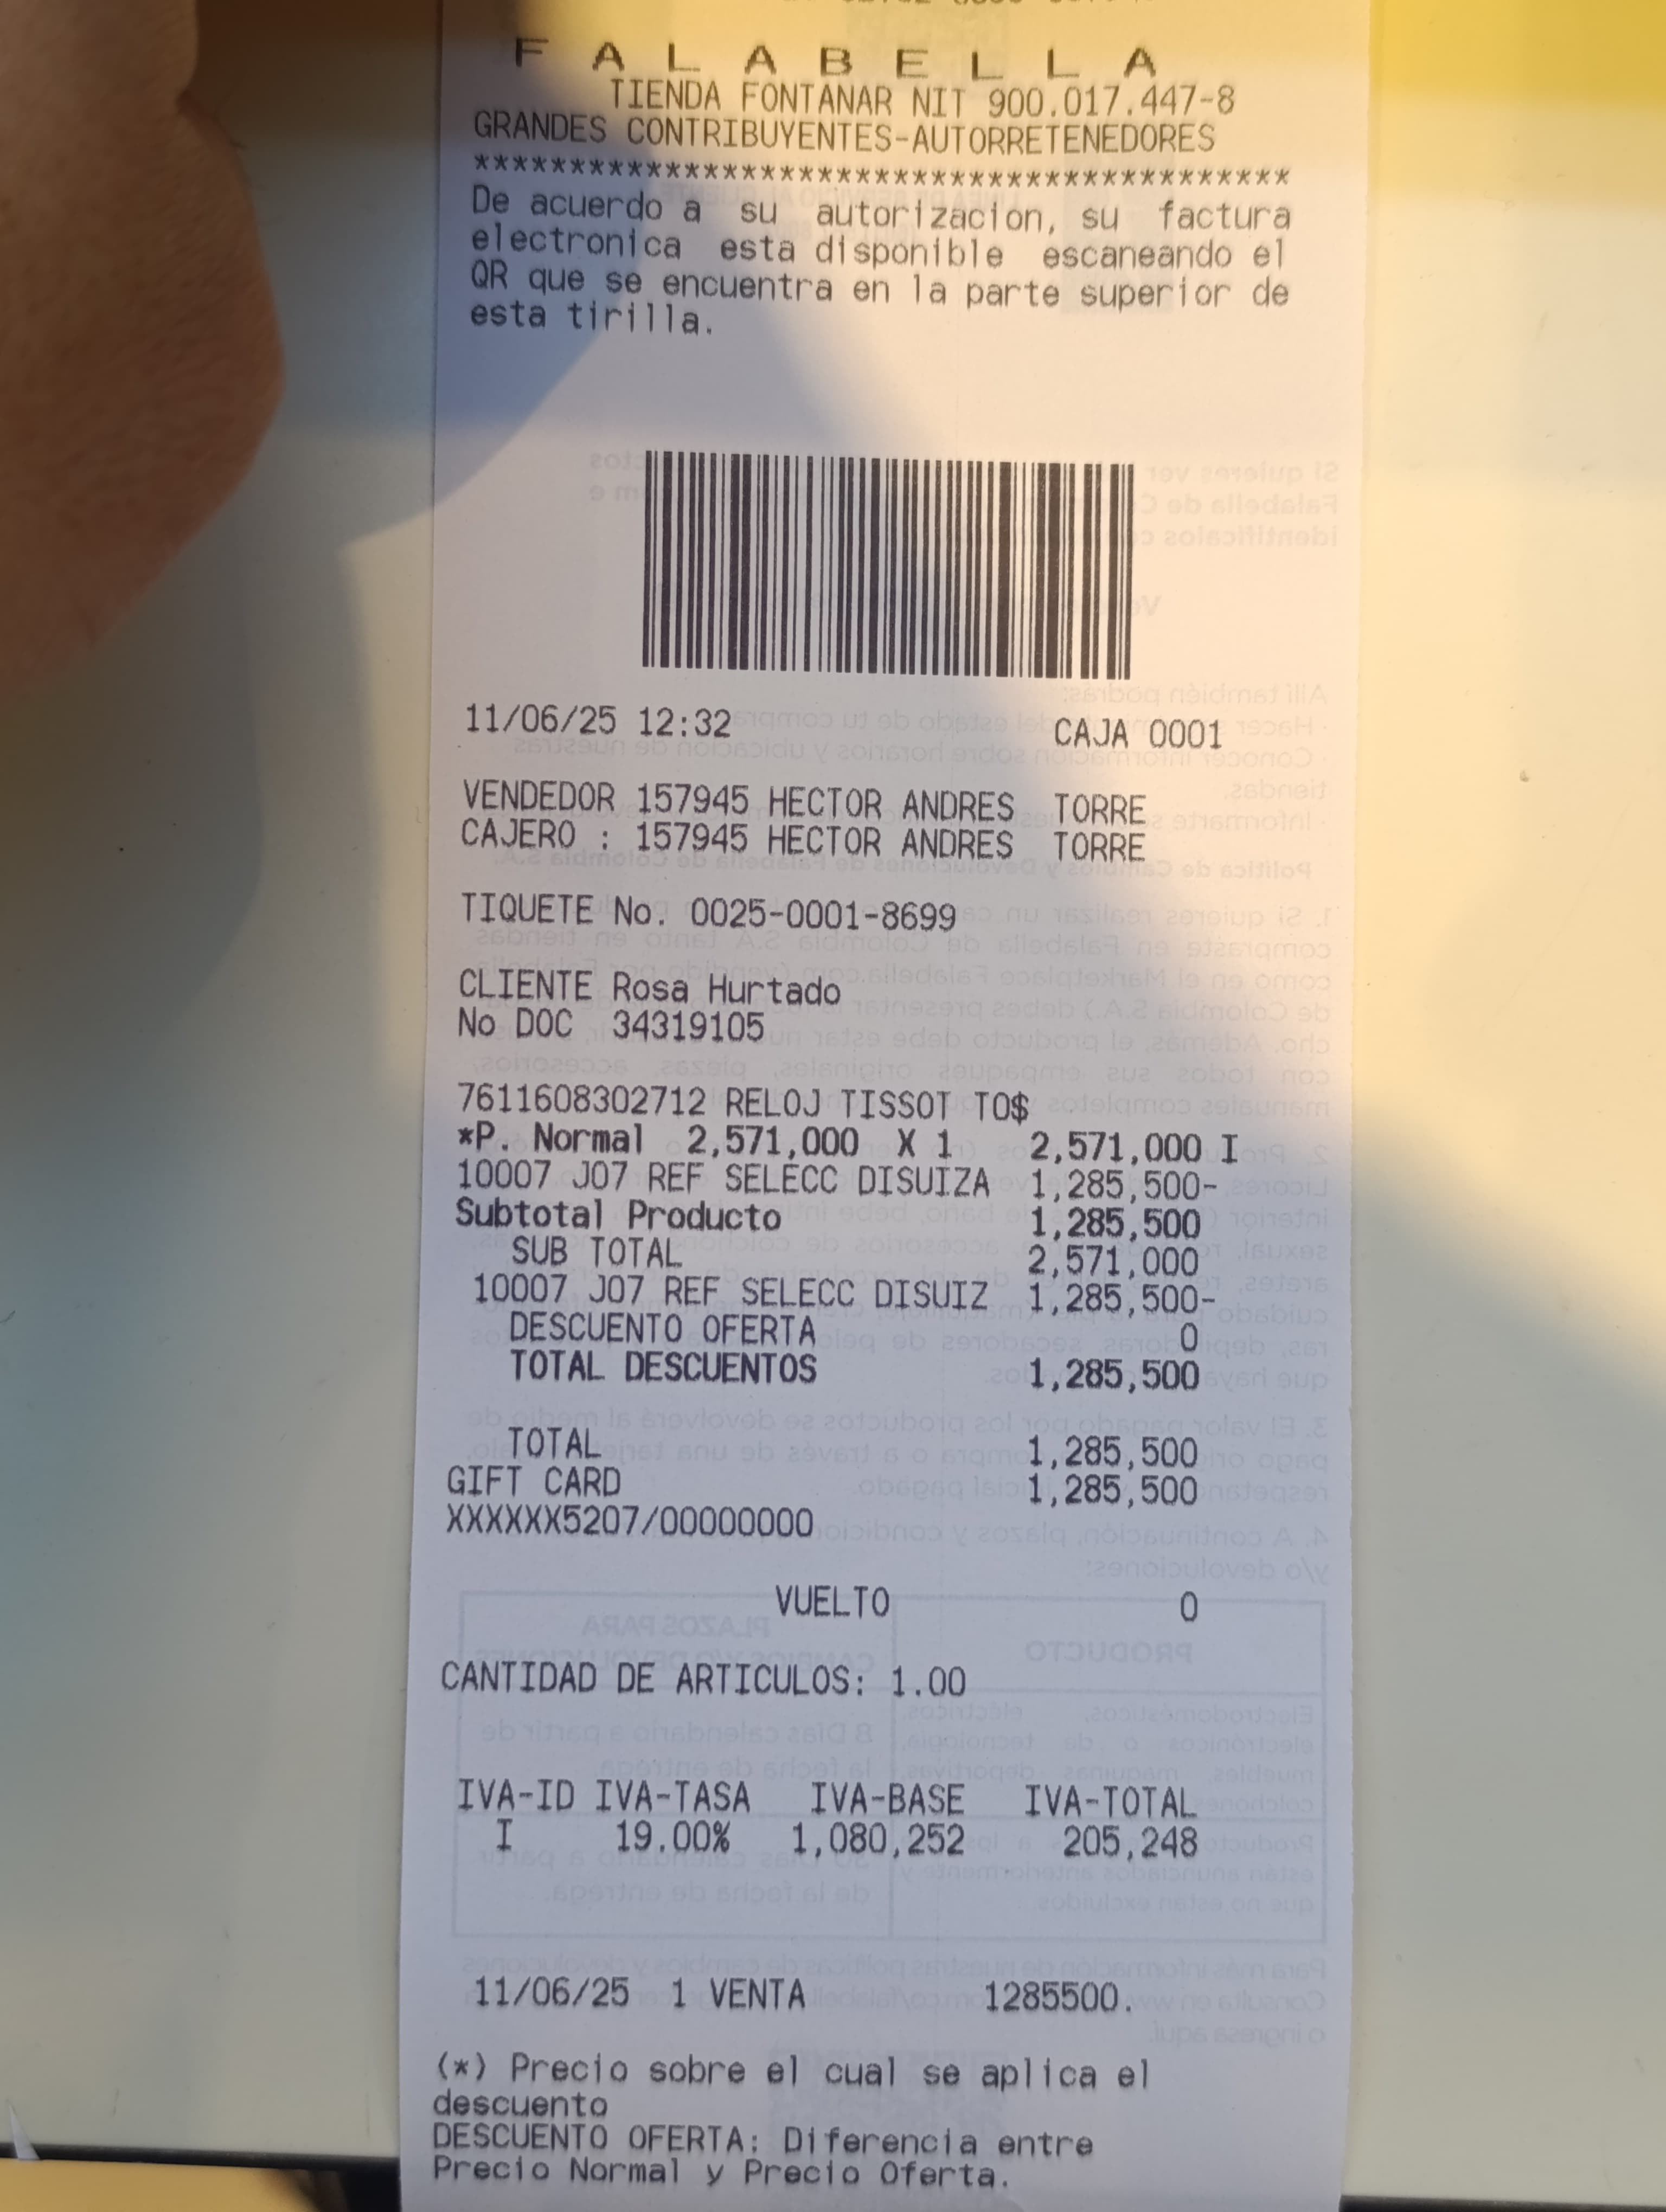 F A L A B E L L A
TIENDA FONTANAR NIT 900.017.447-8
GRANDES CONTRIBUYENTES-AUTORRETENEDORES
*******************************************
De acuerdo a su autorizacion, su factura
electronica esta disponible escaneando el
QR que se encuentra en la parte superior de
esta tirilla.
11/06/25 12:32 CAJA 0001
VENDEDOR 157945 HECTOR ANDRES TORRE
CAJERO : 157945 HECTOR ANDRES TORRE
TIQUETE No. 0025-0001-8699
CLIENTE Rosa Hurtado
No DOC 34319105
7611608302712 RELOJ TISSOT TO$
*P. Normal 2,571,000 X 1 2,571,000 I
10007 J07 REF SELECC DISUIZA 1,285,500-
Subtotal Producto 1,285,500
SUB TOTAL 2,571,000
10007 J07 REF SELECC DISUIZ 1,285,500-
DESCUENTO OFERTA 0
TOTAL DESCUENTOS 1,285,500
TOTAL 1,285,500
GIFT CARD 1,285,500
XXXXXX5207/00000000
VUELTO 0
CANTIDAD DE ARTICULOS: 1.00
IVA-ID IVA-TASA IVA-BASE IVA-TOTAL
I 19.00% 1,080,252 205,248
11/06/25 1 VENTA 1285500.
(*) Precio sobre el cual se aplica el
descuento
DESCUENTO OFERTA: Diferencia entre
Precio Normal y Precio Oferta.